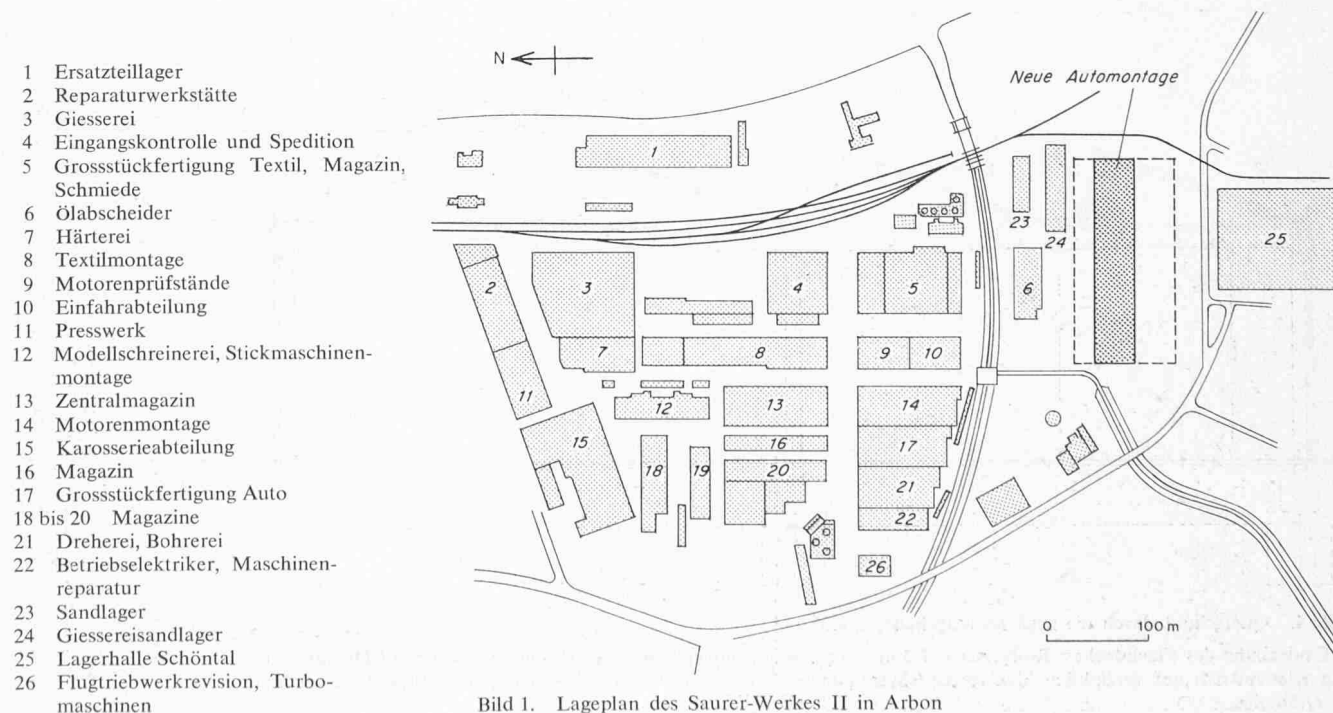 1 Ersatzteillager
2 Reparaturwerkstätte
3 Giesserei
4 Eingangskontrolle und Spedition
5 Grossstückfertigung Textil, Magazin,
Schmiede
6 Ölabscheider
7 Härterei
8 Textilmontage
9 Motorenprüfstände
10 Einfahrabteilung
11 Presswerk
12 Modellschreinerei, Stickmaschinen-
montage
13 Zentralmagazin
14 Motorenmontage
15 Karosserieabteilung
16 Magazin
17 Grossstückfertigung Auto
18 bis 20 Magazine
21 Dreherei, Bohrerei
22 Betriebselektriker, Maschinen-
reparatur
23 Sandlager
24 Giessereisandlager
25 Lagerhalle Schöntal
26 Flugtriebwerkrevision, Turbo-
maschinen
N
Neue Automontage
1
2
3
4
5
23
24
25
6
7
8
9
10
11
12
13
14
15
16
17
18
19
20
21
22
26
0 100 m
Bild 1. Lageplan des Saurer-Werkes II in Arbon